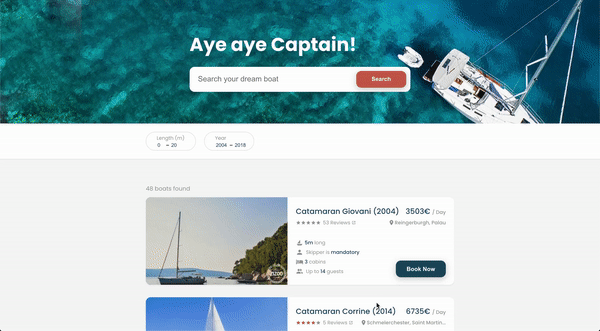 Aye aye Captain!
Search your dream boat
Search
Length (m)
Year
0 – 20
2004 – 2018
48 boats found
Catamaran Giovani (2004) 3503€ / Day
53 Reviews
Reingerburgh, Palau
5m long
Skipper is mandatory
3 cabins
Up to 14 guests
Book Now
Catamaran Corrine (2014) 6735€ / Day
5 Reviews
Schmelerchester, Saint Martin...